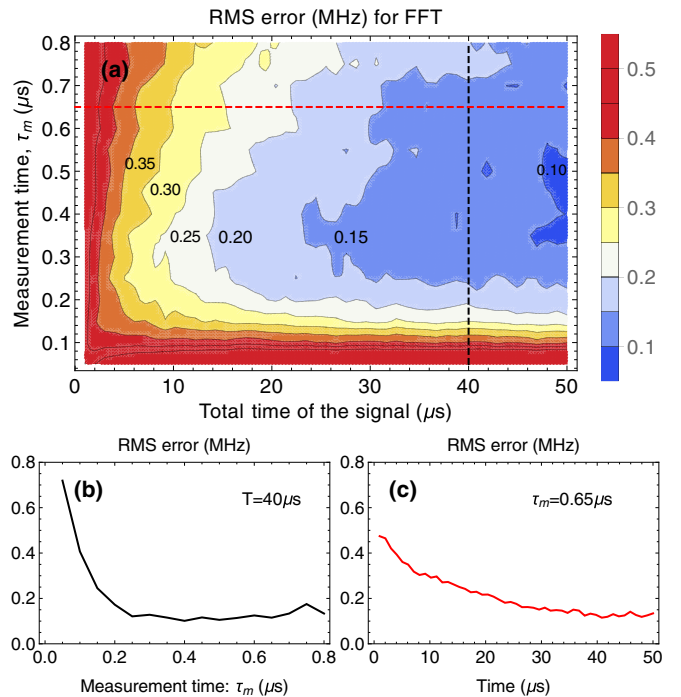 RMS error (MHz) for FFT
(a)
Measurement time, τm (μs)
0.8
0.7
0.6
0.5
0.4
0.3
0.2
0.1
0.35
0.30
0.25
0.20
0.15
0.10
0 10 20 30 40 50
Total time of the signal (μs)
0.5
0.4
0.3
0.2
0.1
RMS error (MHz)
(b)
T=40μs
0.8
0.6
0.4
0.2
0.0
0.0 0.2 0.4 0.6 0.8
Measurement time: τm (μs)
RMS error (MHz)
(c)
τm=0.65μs
0.8
0.6
0.4
0.2
0.0
0 10 20 30 40 50
Time (μs)